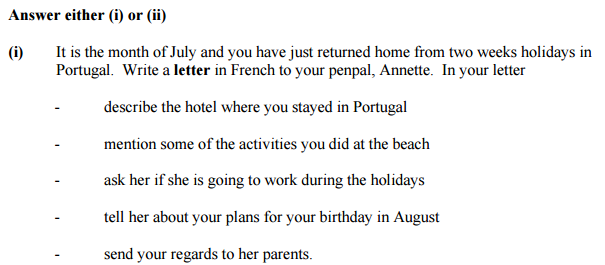 Answer either (i) or (ii)
(i) It is the month of July and you have just returned home from two weeks holidays in
Portugal. Write a letter in French to your penpal, Annette. In your letter
- describe the hotel where you stayed in Portugal
- mention some of the activities you did at the beach
- ask her if she is going to work during the holidays
- tell her about your plans for your birthday in August
- send your regards to her parents.